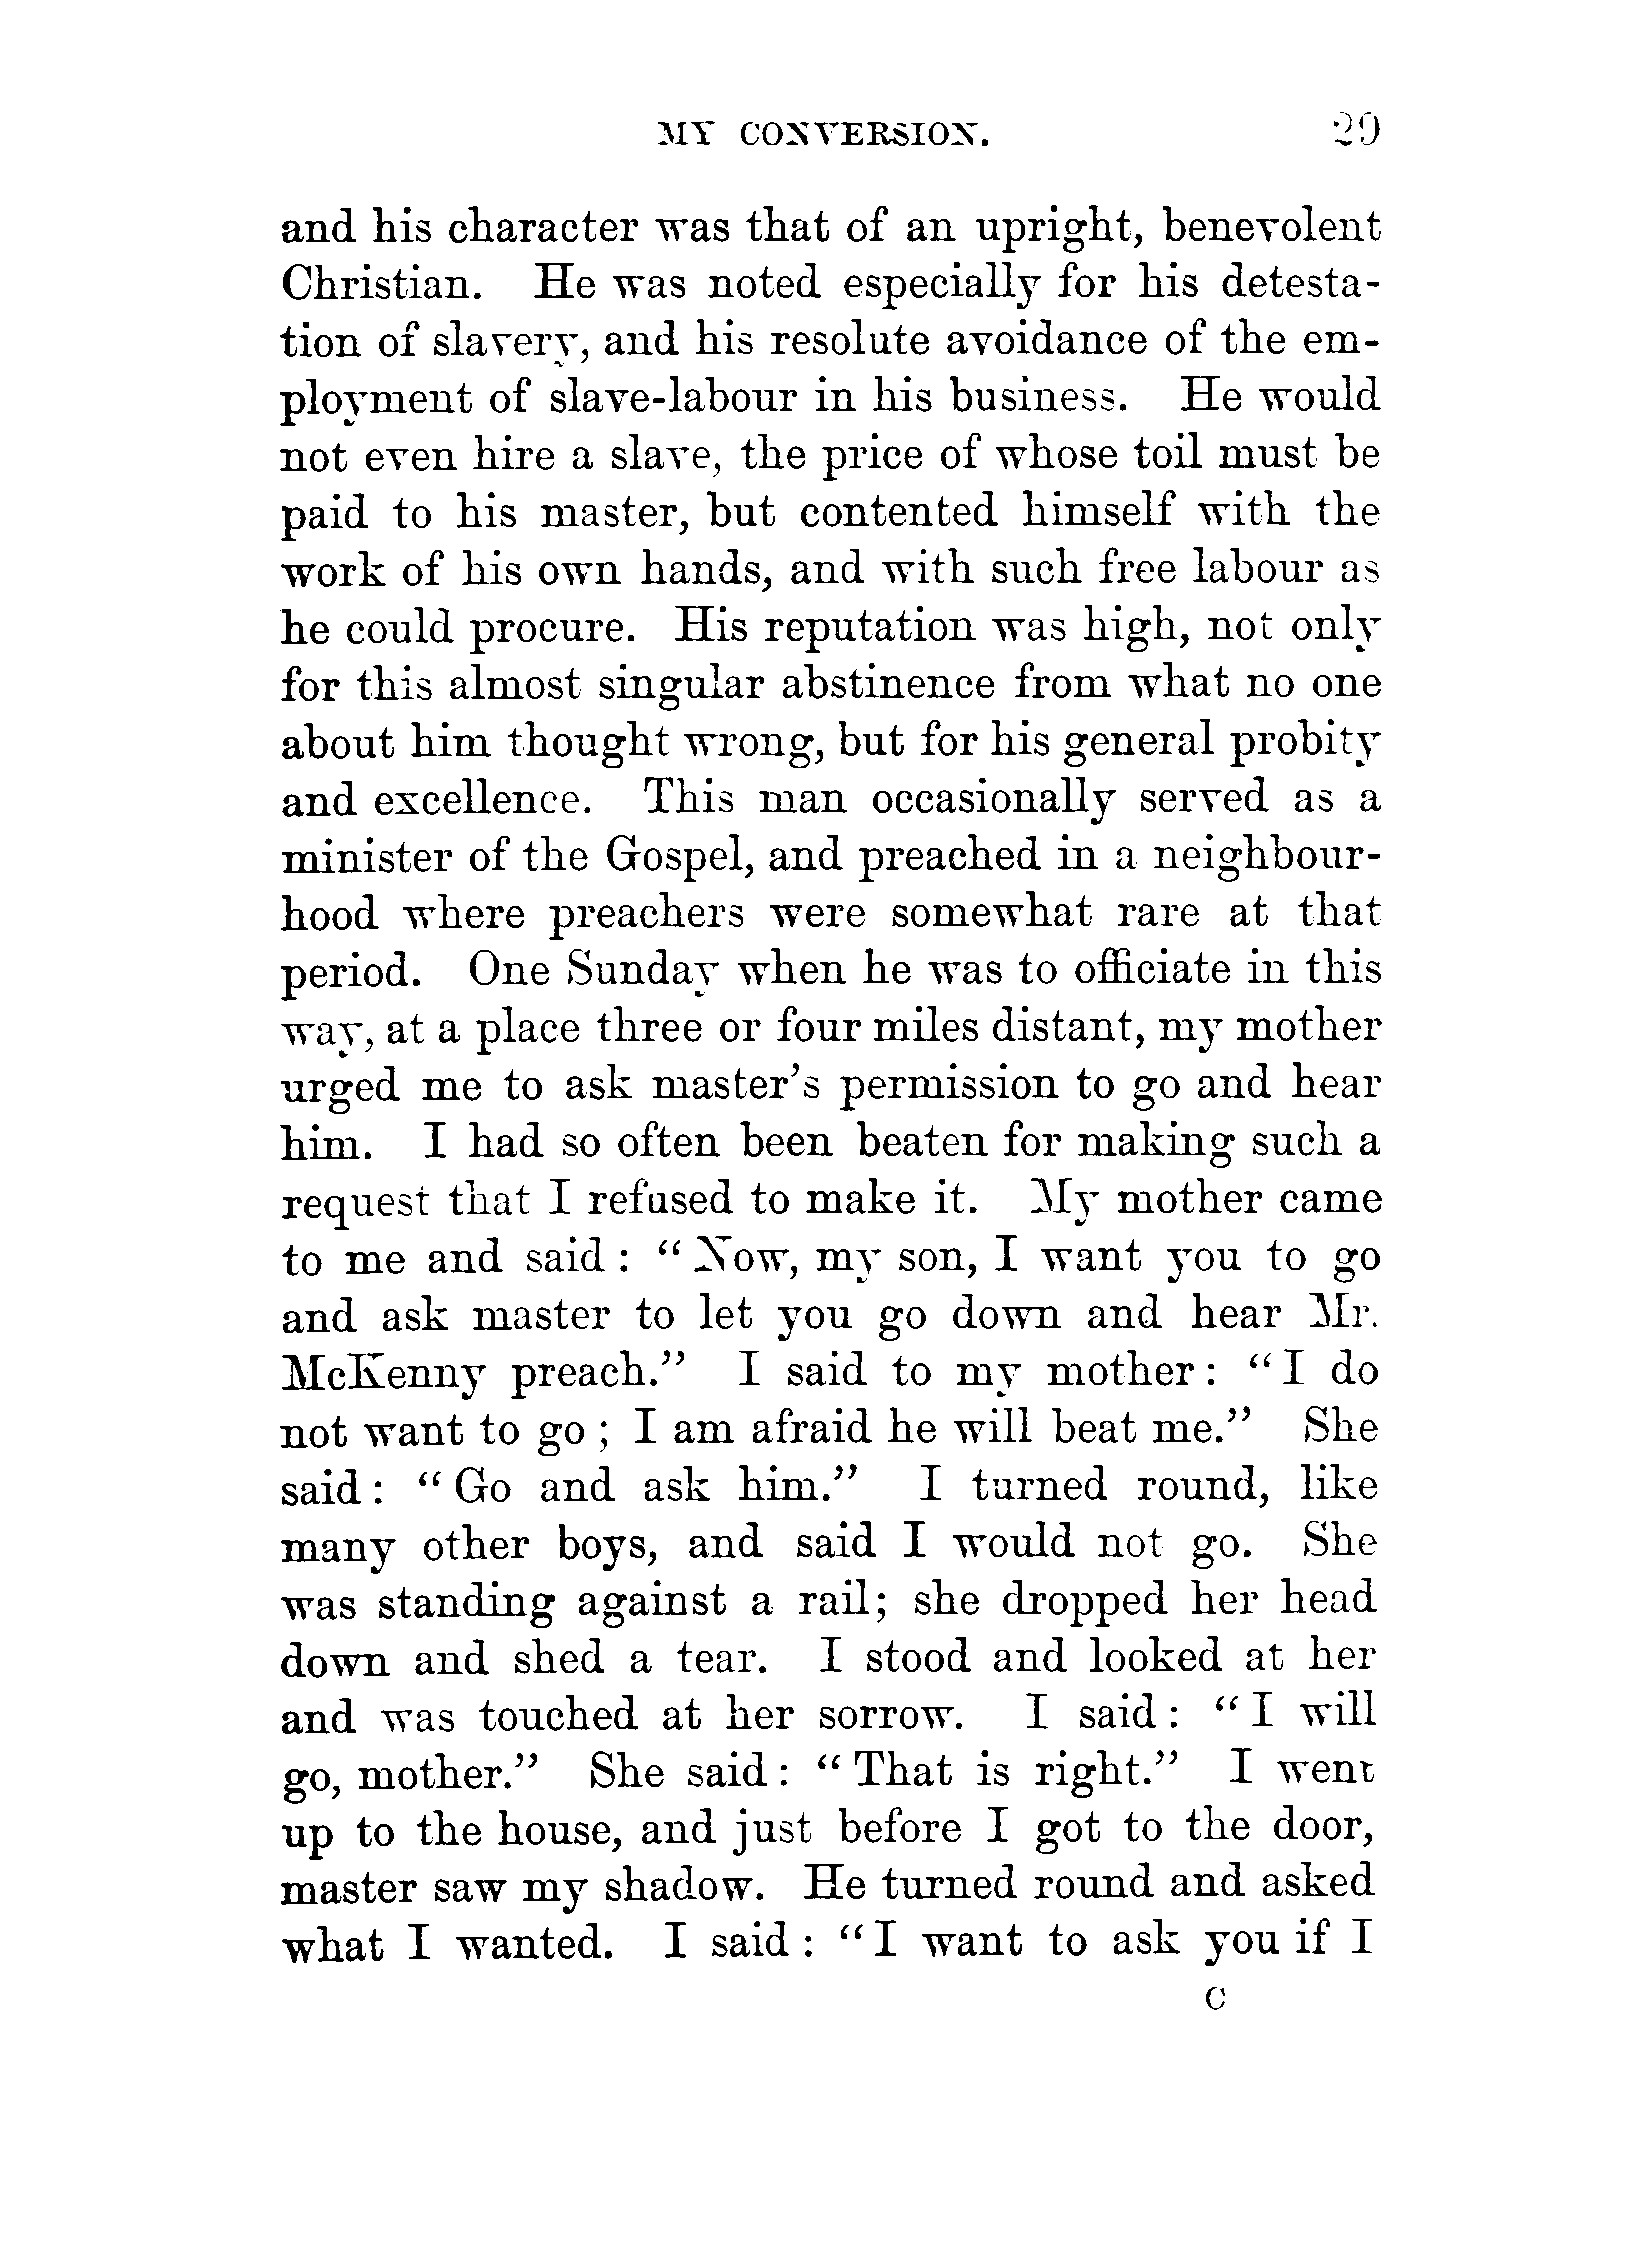 MY CONVERSION. 29
and his character was that of an upright, benevolent
Christian. He was noted especially for his detesta-
tion of slavery, and his resolute avoidance of the em-
ployment of slave-labour in his business. He would
not even hire a slave, the price of whose toil must be
paid to his master, but contented himself with the
work of his own hands, and with such free labour as
he could procure. His reputation was high, not only
for this almost singular abstinence from what no one
about him thought wrong, but for his general probity
and excellence. This man occasionally served as a
minister of the Gospel, and preached in a neighbour-
hood where preachers were somewhat rare at that
period. One Sunday when he was to officiate in this
way, at a place three or four miles distant, my mother
urged me to ask master's permission to go and hear
him. I had so often been beaten for making such a
request that I refused to make it. My mother came
to me and said : “ Now, my son, I want you to go
and ask master to let you go down and hear Mr.
McKenny preach.” I said to my mother : “ I do
not want to go ; I am afraid he will beat me.” She
said : “ Go and ask him.” I turned round, like
many other boys, and said I would not go. She
was standing against a rail; she dropped her head
down and shed a tear. I stood and looked at her
and was touched at her sorrow. I said : “ I will
go, mother.” She said : “ That is right.” I went
up to the house, and just before I got to the door,
master saw my shadow. He turned round and asked
what I wanted. I said : “ I want to ask you if I
C